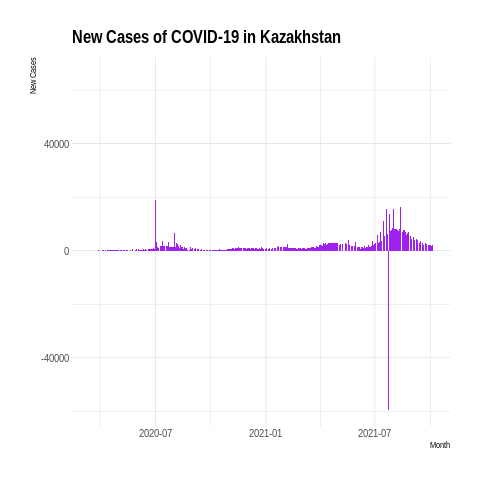 New Cases of COVID-19 in Kazakhstan
New Cases
40000
0
-40000
2020-07
2021-01
2021-07
Month